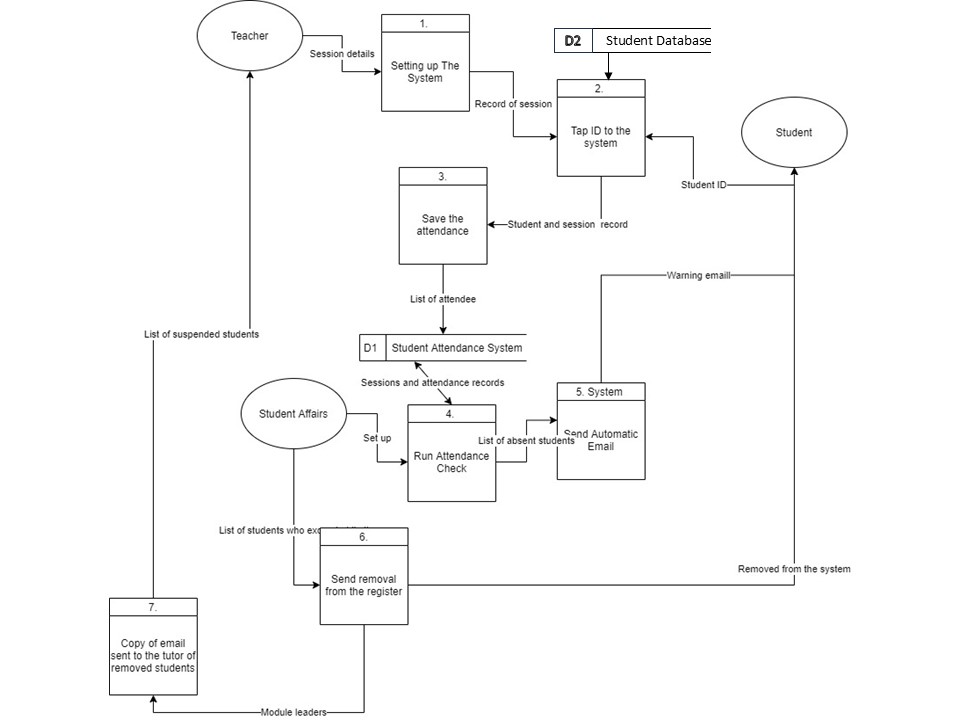 Teacher
Session details
1.
Setting up The
System
D2 Student Database
Record of session
2.
Tap ID to the
system
Student
Student ID
3.
Save the
attendance
Student and session record
List of attendee
Warning emaill
List of suspended students
D1 Student Attendance System
Sessions and attendance records
Student Affairs
Set up
4.
Run Attendance
Check
List of absent students
5. System
Send Automatic
Email
List of students who
6.
Send removal
from the register
Removed from the system
7.
Copy of email
sent to the tutor of
removed students
Module leaders